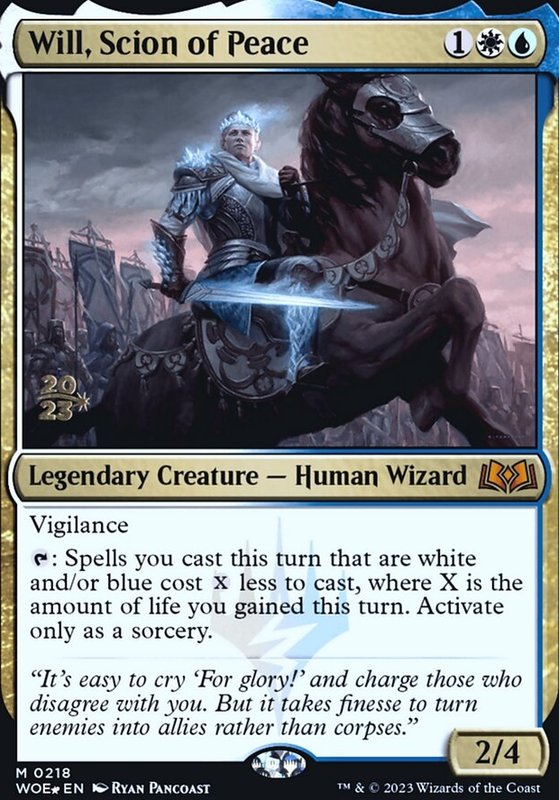 Will, Scion of Peace 1
20
23
Legendary Creature — Human Wizard
Vigilance
: Spells you cast this turn that are white
and/or blue cost X less to cast, where X is the
amount of life you gained this turn. Activate
only as a sorcery.
“It’s easy to cry ‘For glory!’ and charge those who
disagree with you. But it takes finesse to turn
enemies into allies rather than corpses.”
2/4
M 0218
WOE★EN Ryan Pancoast ™ & © 2023 Wizards of the Coast